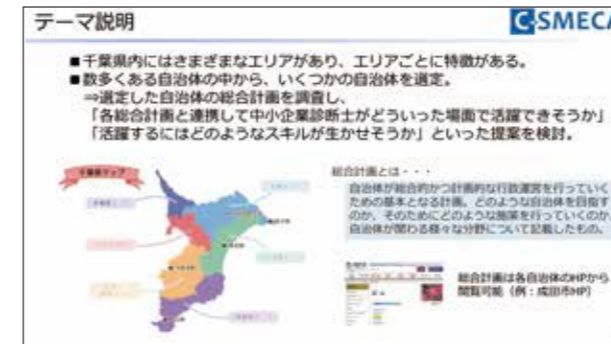 テーマ説明
C-SMECA
■千葉県内にはさまざまなエリアがあり、エリアごとに特徴がある。
■数多くある自治体の中から、いくつかの自治体を選定。
⇒選定した自治体の総合計画を調査し、
「各総合計画と連携して中小企業診断士がどういった場面で活躍できそうか」
「活躍するにはどのようなスキルが生かせそうか」といった提案を検討。
千葉県マップ
総合計画とは・・・
自治体が総合的かつ計画的な行政運営を行っていく
ための基本となる計画。どのような自治体を目指す
のか、そのためにどのような施策を行っていくのか、
自治体が関わる様々な分野について記載したもの。
総合計画は各自治体のHPから
閲覧可能（例：成田市HP）